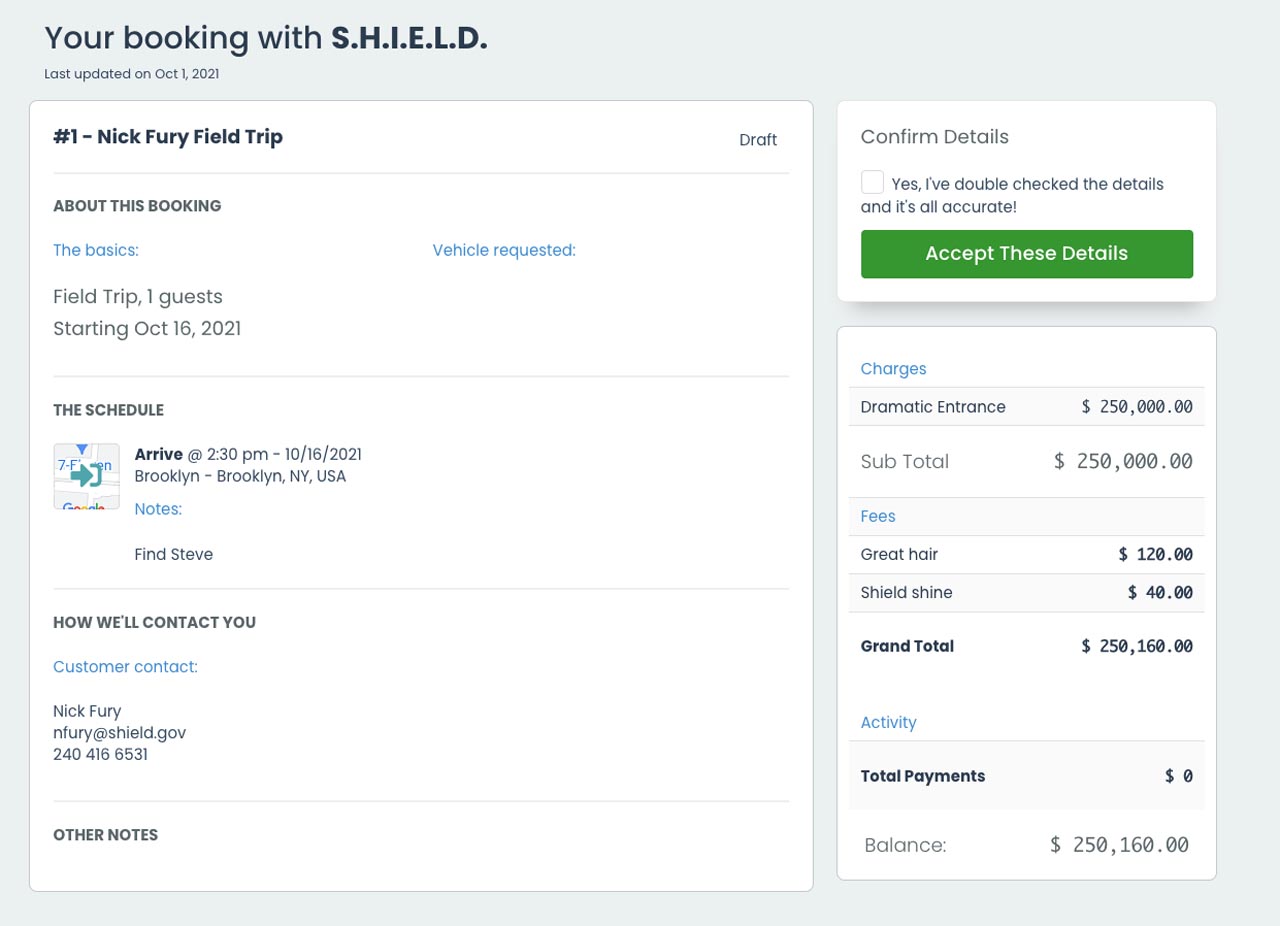 Your booking with S.H.I.E.L.D.
Last updated on Oct 1, 2021
#1 - Nick Fury Field Trip
Draft
ABOUT THIS BOOKING
The basics:
Vehicle requested:
Field Trip, 1 guests
Starting Oct 16, 2021
THE SCHEDULE
Google
Arrive @ 2:30 pm - 10/16/2021
Brooklyn - Brooklyn, NY, USA
Notes:
Find Steve
HOW WE'LL CONTACT YOU
Customer contact:
Nick Fury
nfury@shield.gov
240 416 6531
OTHER NOTES
Confirm Details
Yes, I've double checked the details
and it's all accurate!
Accept These Details
Charges
Dramatic Entrance $ 250,000.00
Sub Total $ 250,000.00
Fees
Great hair $ 120.00
Shield shine $ 40.00
Grand Total $ 250,160.00
Activity
Total Payments $ 0
Balance: $ 250,160.00